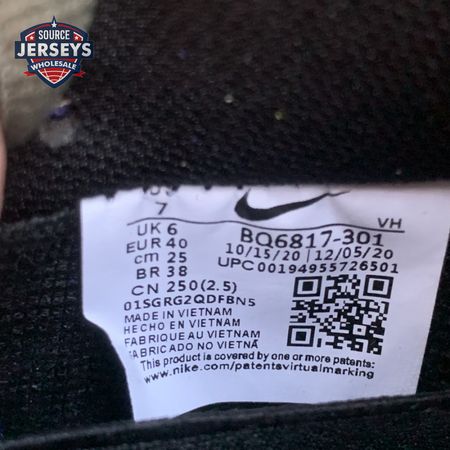 SOURCE
JERSEYS
WHOLESALE
7
VH
UK 6
BQ6817-301
EUR 40
10/15/20 | 12/05/20
cm 25
UPC 00194955726501
BR 38
CN 250(2.5)
01SGRG2QDFBNS
MADE IN VIETNAM
HECHO EN VIETNAM
FABRIQUE AU VIETNAM
FABRICADO NO VIETNÃ
This product is covered by one or more patents:
www.nike.com/patentsvirtualmarking